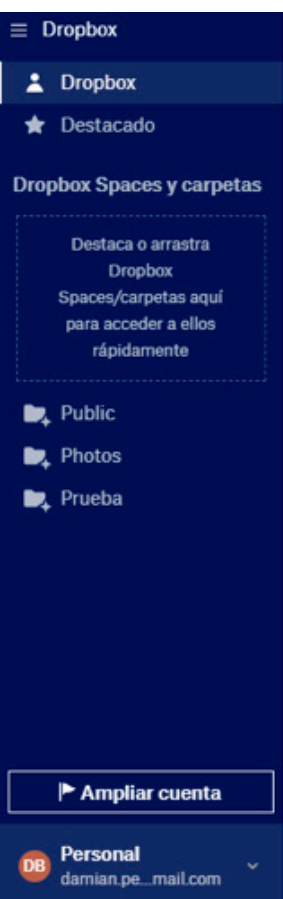 Dropbox
Dropbox
Destacado
Dropbox Spaces y carpetas
Destaca o arrastra
Dropbox
Spaces/carpetas aquí
para acceder a ellos
rápidamente
Public
Photos
Prueba
Ampliar cuenta
DB
Personal
damian.pe...mail.com